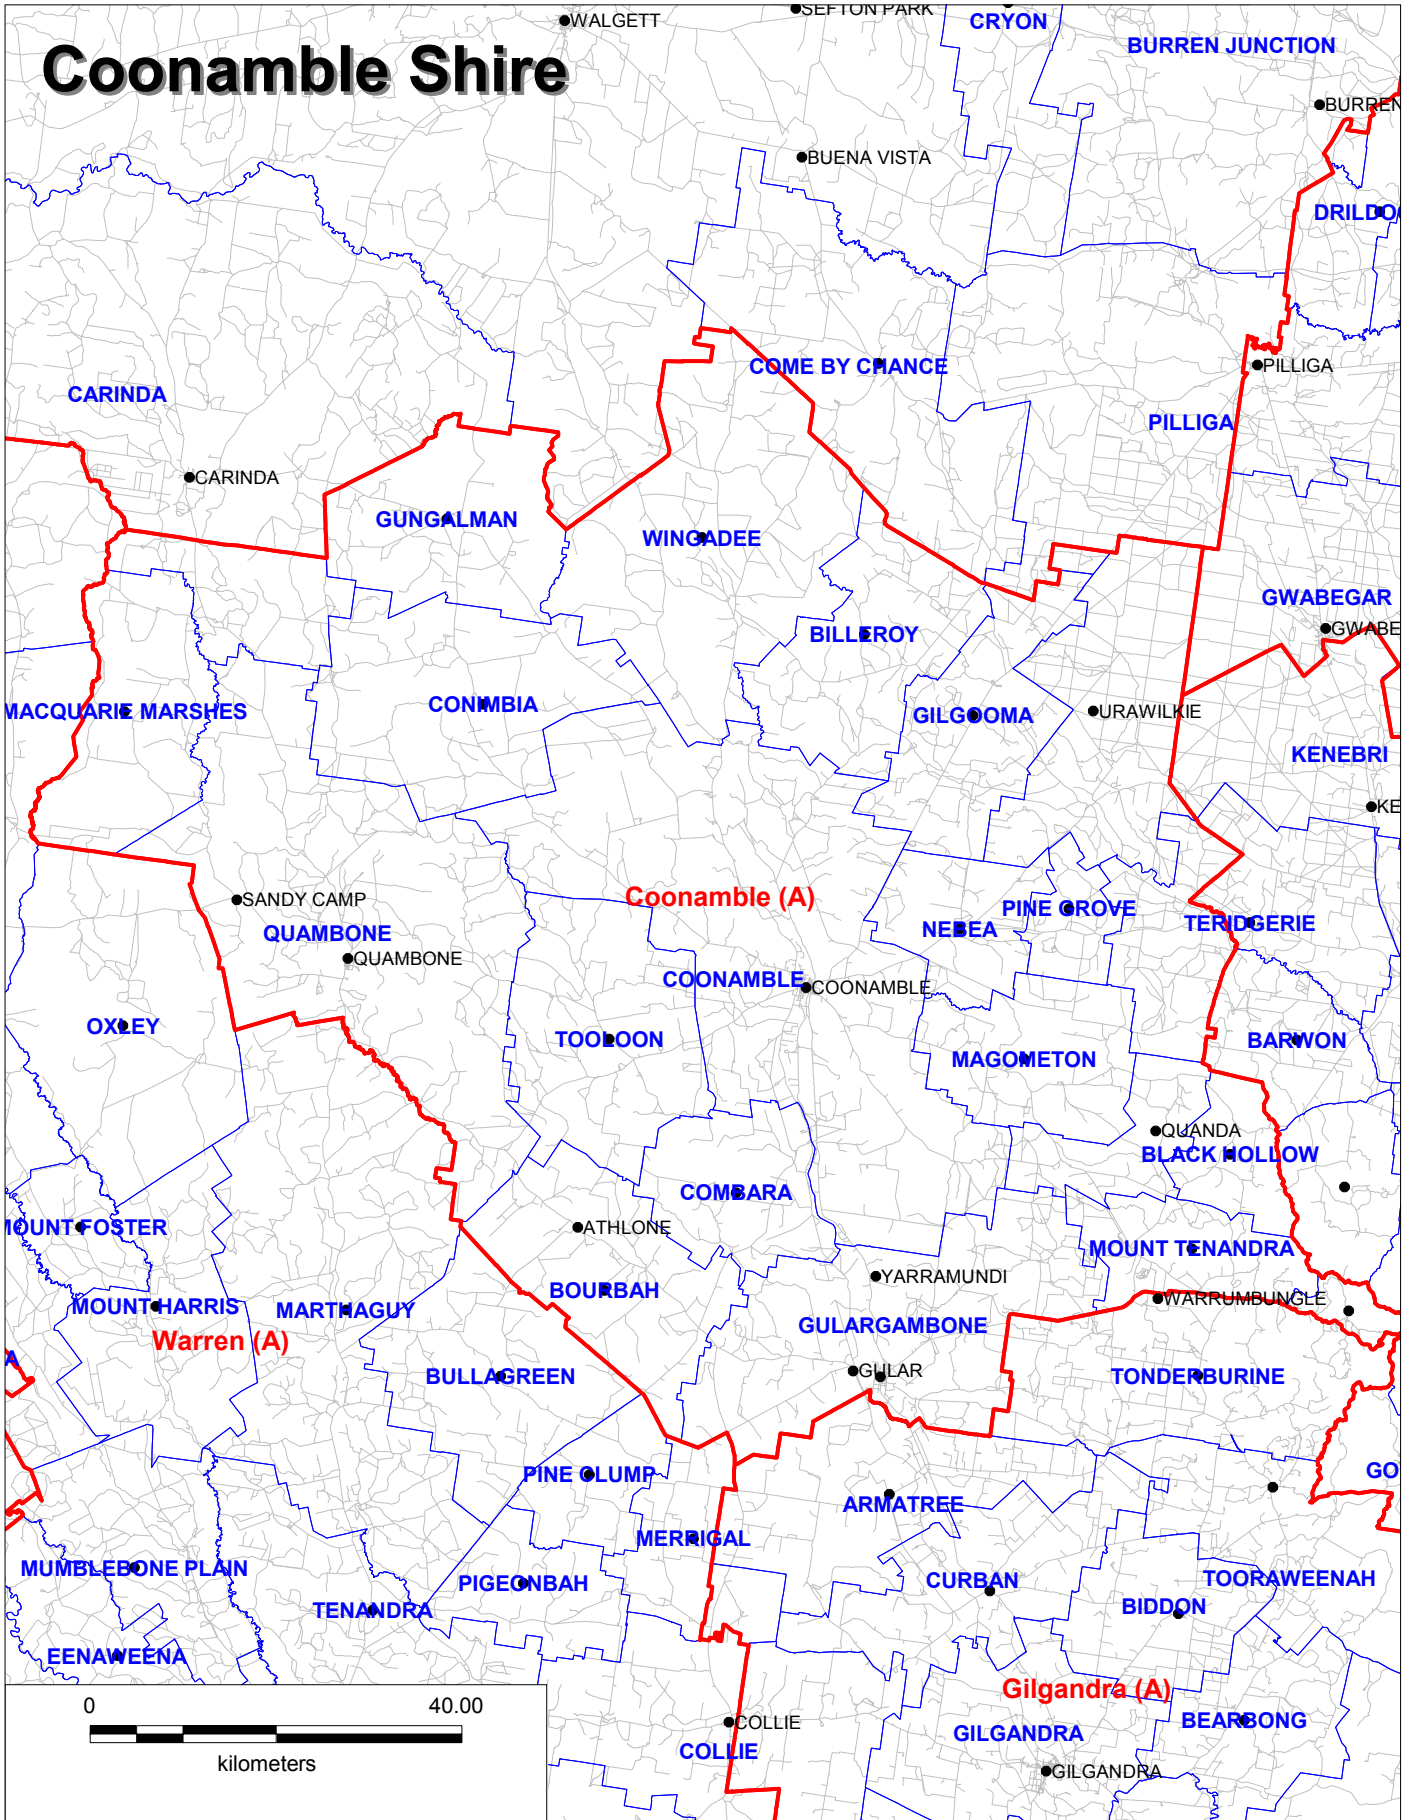 WALGETT
SEFTON PARK
CRYON
BURREN JUNCTION
Coonamble Shire
BURREN
BUENA VISTA
DRILDO
COME BY CHANCE
PILLIGA
CARINDA
PILLIGA
CARINDA
GUNGALMAN
WINGADEE
GWABEGAR
GWABE
BILLEROY
CONIMBIA
MACQUARIE MARSHES
GILGOOMA
URAWILKIE
KENEBRI
KE
SANDY CAMP
Coonamble (A)
PINE GROVE
QUAMBONE
NEBEA
TERIDGERIE
QUAMBONE
COONAMBLE
COONAMBLE
OXLEY
TOOLOON
BARWON
MAGOMETON
QUANDA
BLACK HOLLOW
COMBARA
MOUNT FOSTER
ATHLONE
MOUNT TENANDRA
YARRAMUNDI
BOURBAH
WARRUMBUNGLE
MOUNT HARRIS
MARTHAGUY
GULARGAMBONE
Warren (A)
A
BULLAGREEN
GULAR
TONDERBURINE
PINE CLUMP
GO
ARMATREE
MERRIGAL
MUMBLEBONE PLAIN
PIGEONBAH
CURBAN
TOORAWEENAH
TENANDRA
BIDDON
EENAWEENA
Gilgandra (A)
0 40.00
COLLIE
BEARBONG
GILGANDRA
COLLIE
kilometers
GILGANDRA